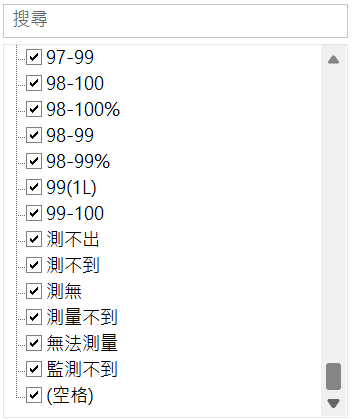 搜尋
97-99
98-100
98-100%
98-99
98-99%
99(1L)
99-100
測不出
測不到
測無
測量不到
無法測量
監測不到
(空格)